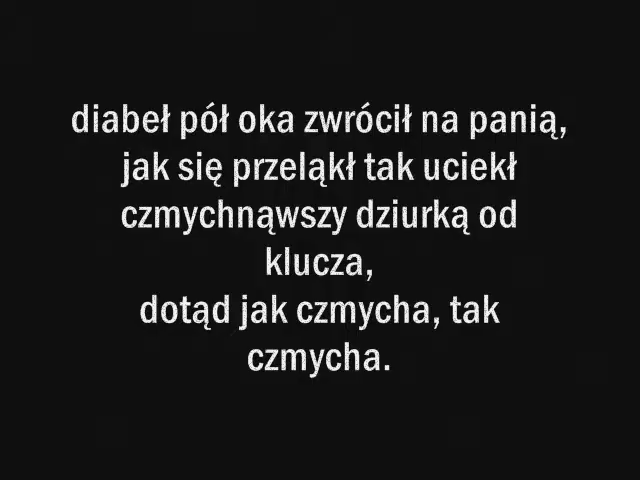 diabeł pół oka zwrócił na panią,
jak się przeląkł tak uciekł
czmychnąwszy dziurką od
klucza,
dotąd jak czmycha, tak
czmycha.